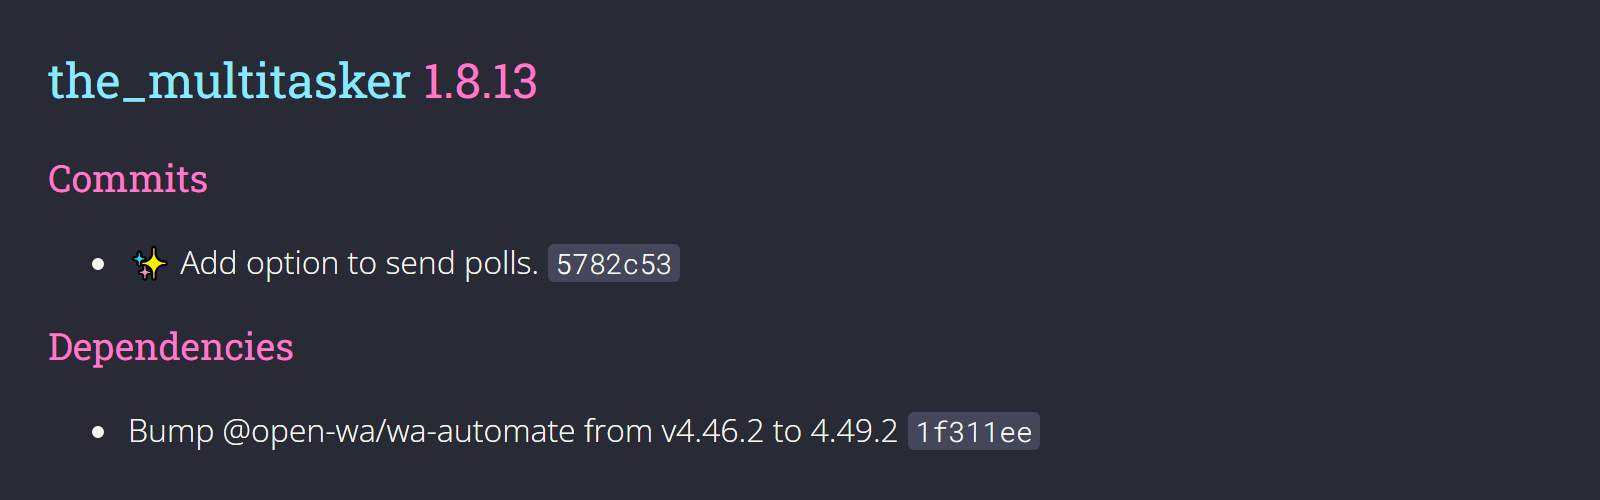 the_multitasker 1.8.13
Commits
• ✨ Add option to send polls. 5782c53
Dependencies
• Bump @open-wa/wa-automate from v4.46.2 to 4.49.2 1f311ee